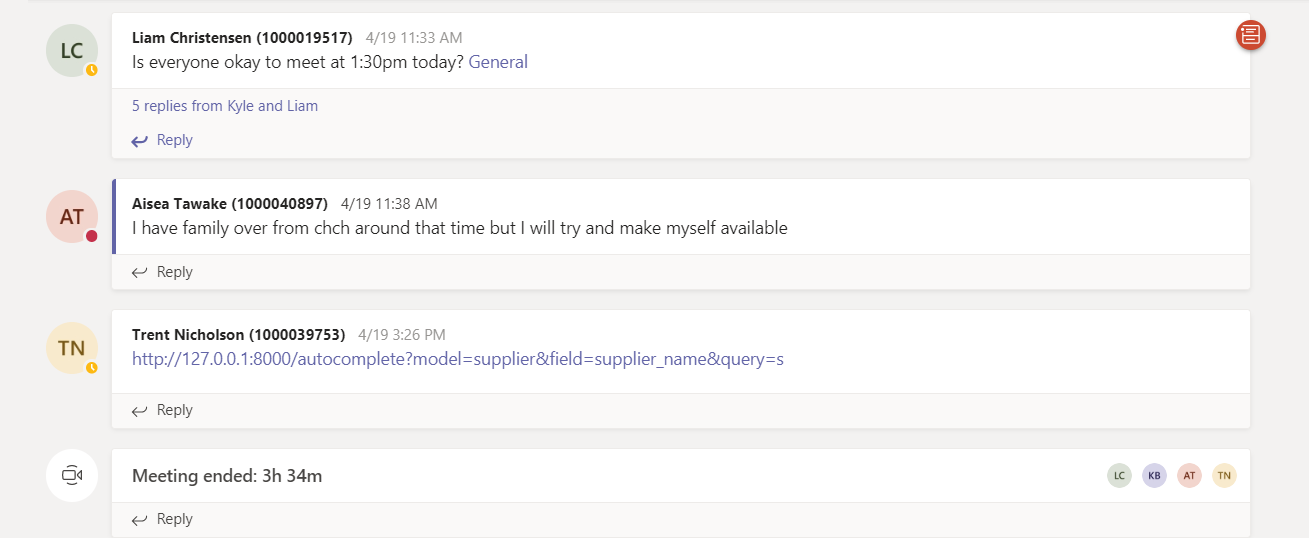 LC
Liam Christensen (1000019517) 4/19 11:33 AM
Is everyone okay to meet at 1:30pm today? General
5 replies from Kyle and Liam
Reply
AT
Aisea Tawake (1000040897) 4/19 11:38 AM
I have family over from chch around that time but I will try and make myself available
Reply
TN
Trent Nicholson (1000039753) 4/19 3:26 PM
http://127.0.0.1:8000/autocomplete?model=supplier&field=supplier_name&query=s
Reply
Meeting ended: 3h 34m
LC KB AT TN
Reply